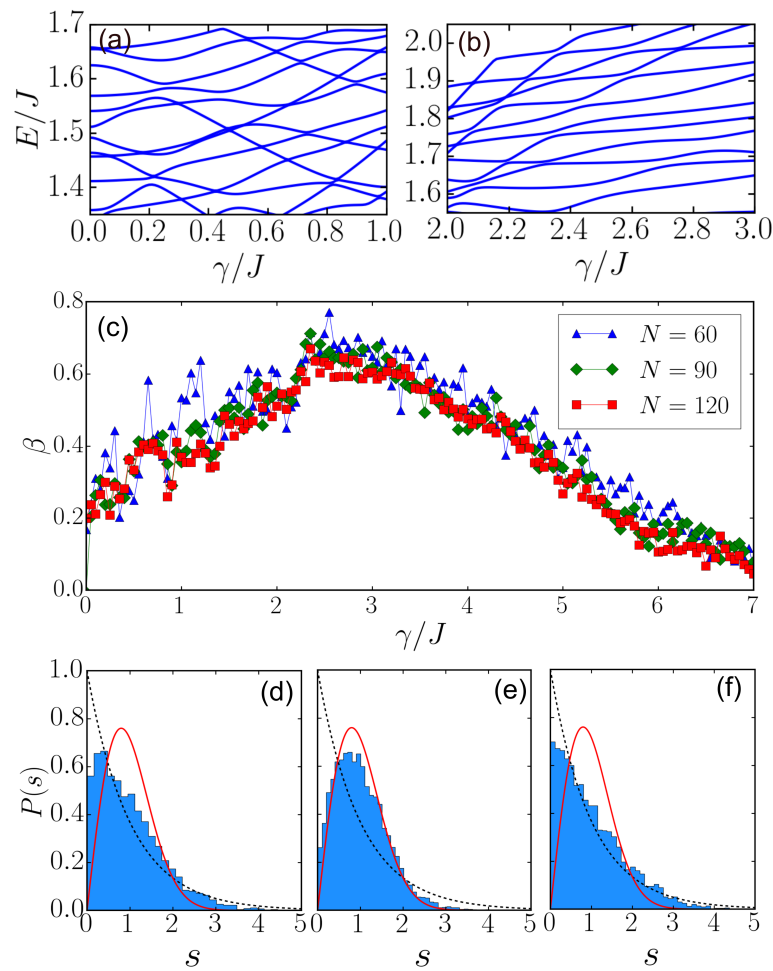 (a)
1.7
1.6
1.5
1.4
E/J
0.0 0.2 0.4 0.6 0.8 1.0
γ/J
(b)
2.0
1.9
1.8
1.7
1.6
2.0 2.2 2.4 2.6 2.8 3.0
γ/J
(c)
0.8
0.6
0.4
0.2
0.0
β
N = 60
N = 90
N = 120
0 1 2 3 4 5 6 7
γ/J
(d)
1.0
0.8
0.6
0.4
0.2
0.0
P(s)
0 1 2 3 4 5
s
(e)
0 1 2 3 4 5
s
(f)
0 1 2 3 4 5
s